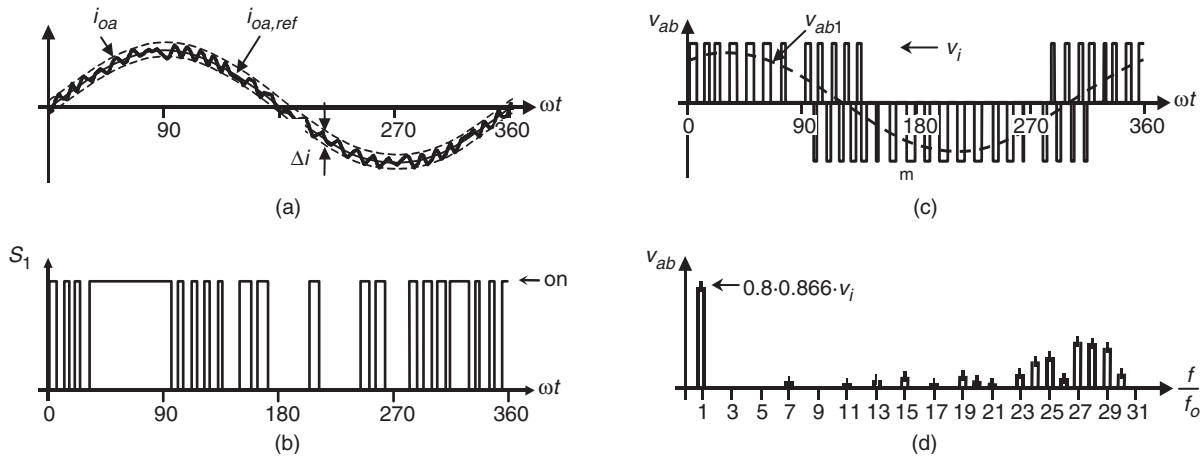 i_oa
i_oa,ref
ωt
90
270
360
Δi
(a)
v_ab
v_ab1
v_i
ωt
0
90
180
270
360
m
(c)
S_1
on
ωt
0
90
180
270
360
(b)
v_ab
0.8·0.866·v_i
f
f_o
1 3 5 7 9 11 13 15 17 19 21 23 25 27 29 31
(d)